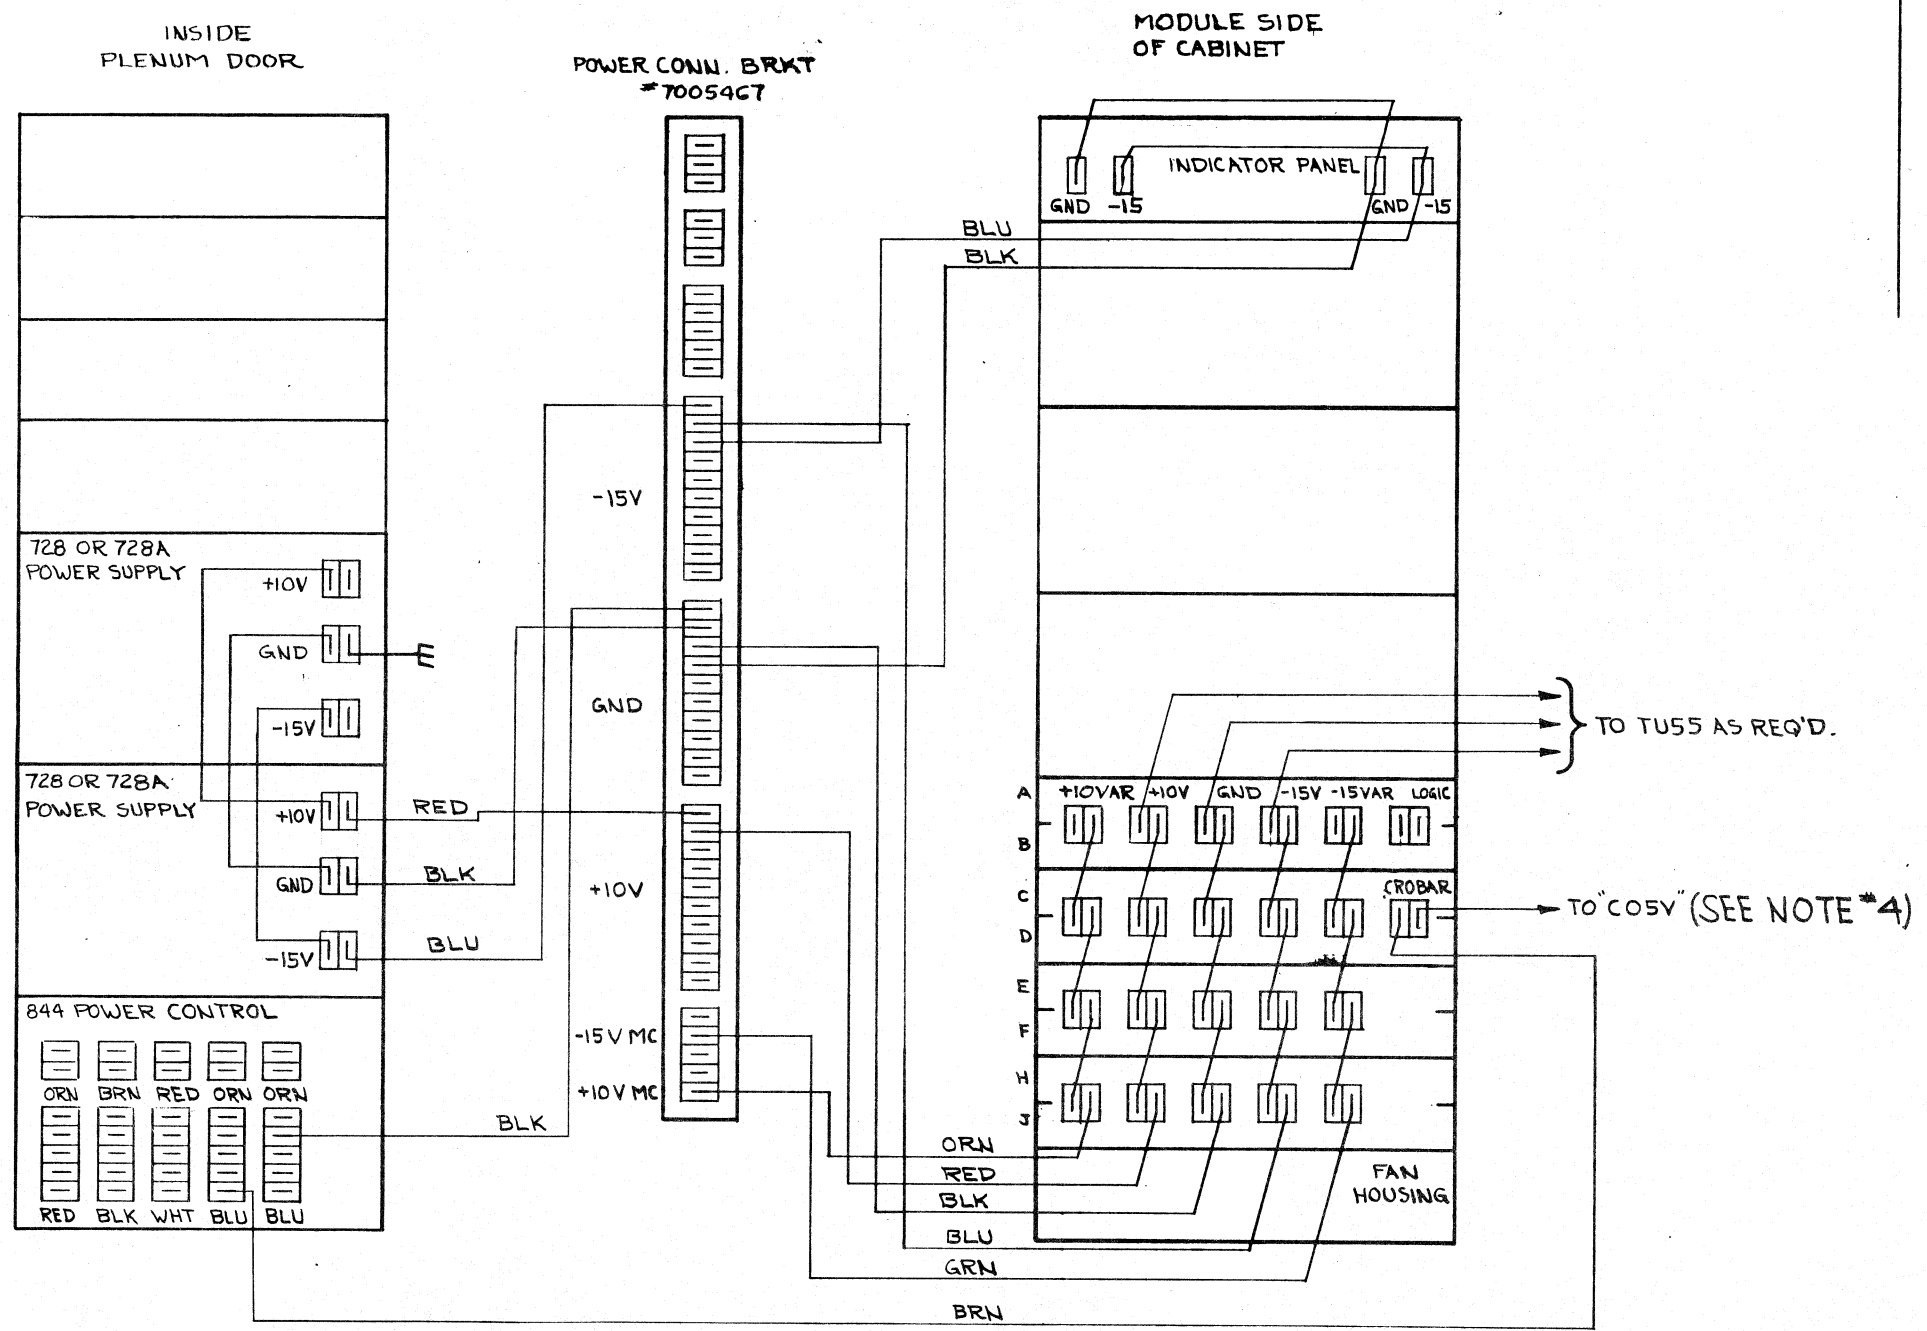 INSIDE
PLENUM DOOR
728 OR 728A
POWER SUPPLY
+10V
GND
-15V
728 OR 728A
POWER SUPPLY
+10V
GND
-15V
RED
BLK
BLU
844 POWER CONTROL
ORN BRN RED ORN ORN
RED BLK WHT BLU BLU
BLK
POWER CONN. BRKT
#7005467
-15V
GND
+10V
-15V MC
+10V MC
MODULE SIDE
OF CABINET
INDICATOR PANEL
GND -15 GND -15
BLU
BLK
TO TU55 AS REQ'D.
A +10VAR +10V GND -15V -15VAR LOGIC
B
C CROBAR
D
TO "CO5V" (SEE NOTE #4)
E
F
H
J
FAN
HOUSING
ORN
RED
BLK
BLU
GRN
BRN